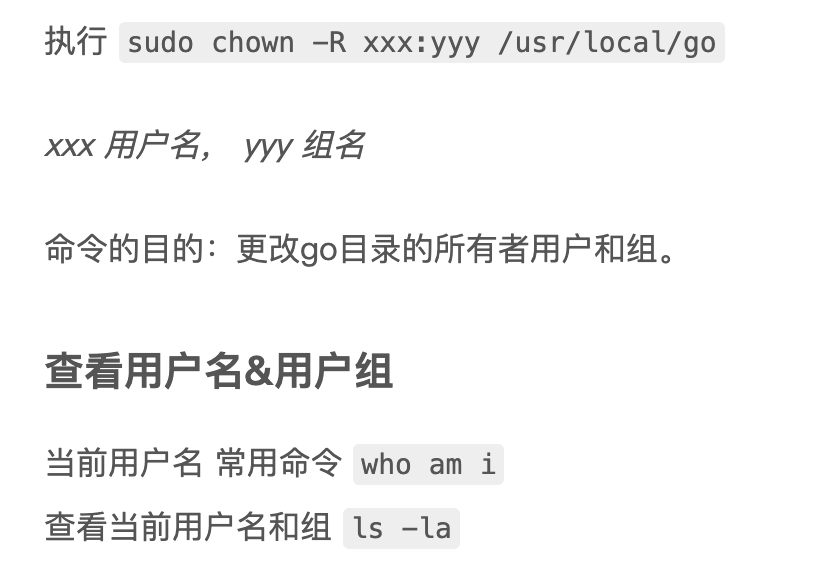 执行 sudo chown -R xxx:yyy /usr/local/go
xxx 用户名， yyy 组名
命令的目的：更改go目录的所有者用户和组。
查看用户名&用户组
当前用户名 常用命令 who am i
查看当前用户名和组 ls -la